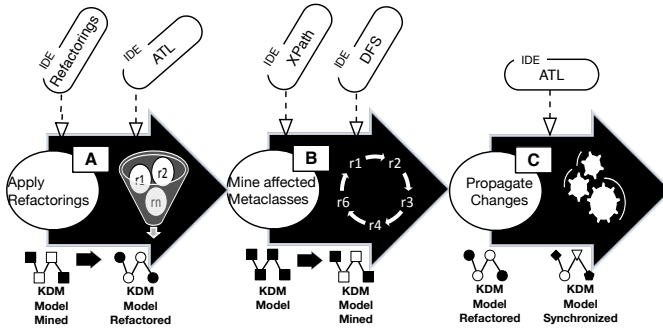 IDE Refactorings
IDE ATL
IDE XPath
IDE DFS
IDE ATL
A
B
C
Apply
Refactorings
r1
r2
rn
Mine affected
Metaclasses
r1
r2
r3
r4
r6
Propagate
Changes
KDM
Model
Mined
KDM
Model
Refactored
KDM
Model
KDM
Model
Mined
KDM
Model
Refactored
KDM
Model
Synchronized